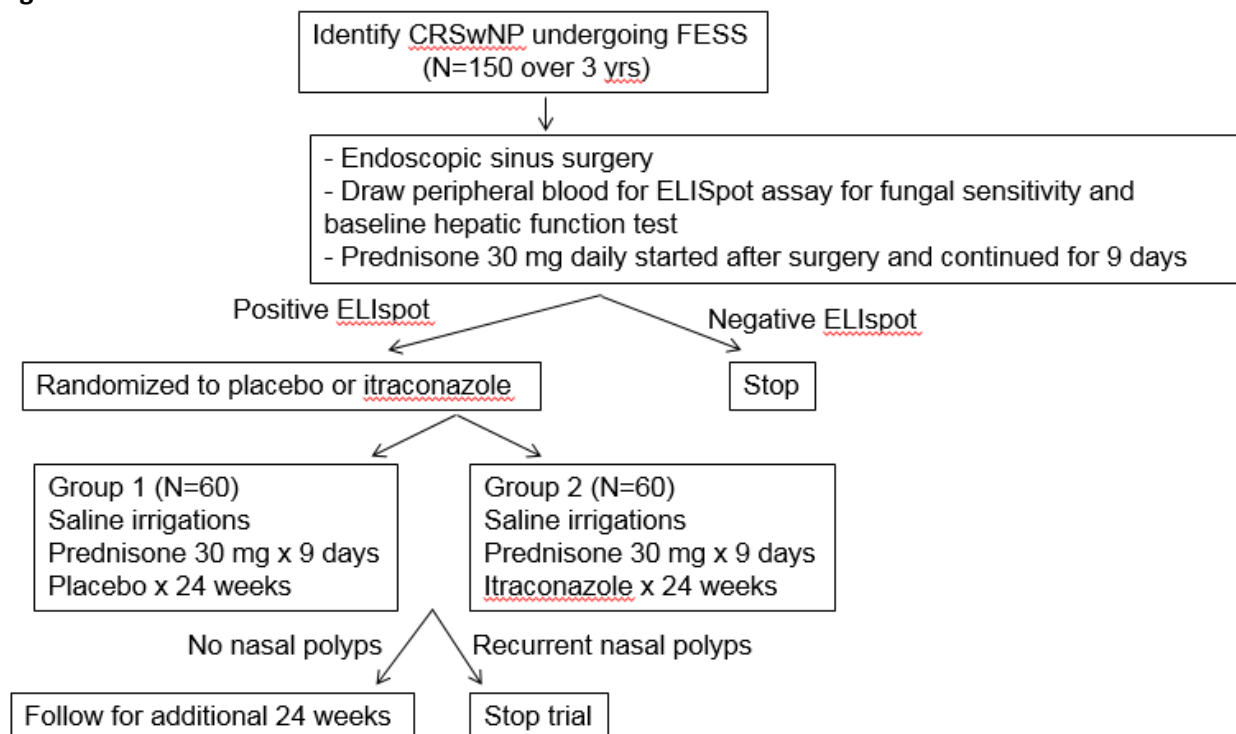 Identify CRSwNP undergoing FESS
(N=150 over 3 yrs)
- Endoscopic sinus surgery
- Draw peripheral blood for ELISpot assay for fungal sensitivity and
baseline hepatic function test
- Prednisone 30 mg daily started after surgery and continued for 9 days
Positive ELIspot
Negative ELIspot
Randomized to placebo or itraconazole
Stop
Group 1 (N=60)
Saline irrigations
Prednisone 30 mg x 9 days
Placebo x 24 weeks
Group 2 (N=60)
Saline irrigations
Prednisone 30 mg x 9 days
Itraconazole x 24 weeks
No nasal polyps
Recurrent nasal polyps
Follow for additional 24 weeks
Stop trial